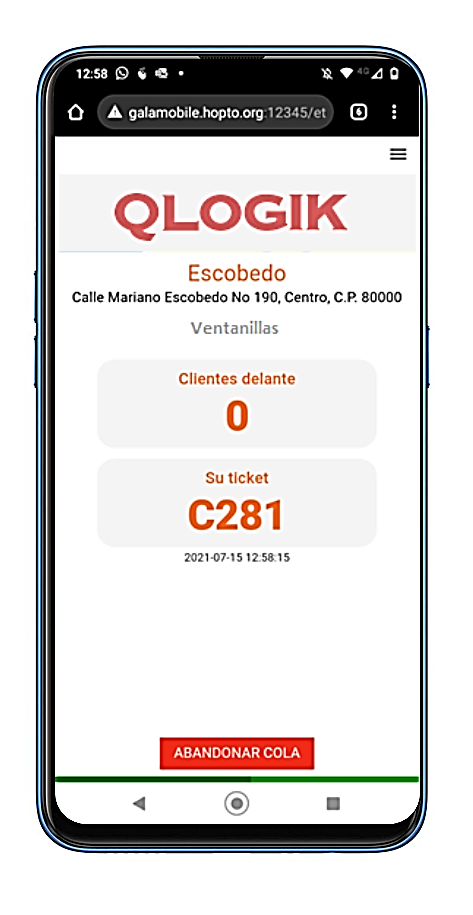 12:58
4G
galamobile.hopto.org:12345/et
6
QLOGIK
Escobedo
Calle Mariano Escobedo No 190, Centro, C.P. 80000
Ventanillas
Clientes delante
0
Su ticket
C281
2021-07-15 12:58:15
ABANDONAR COLA